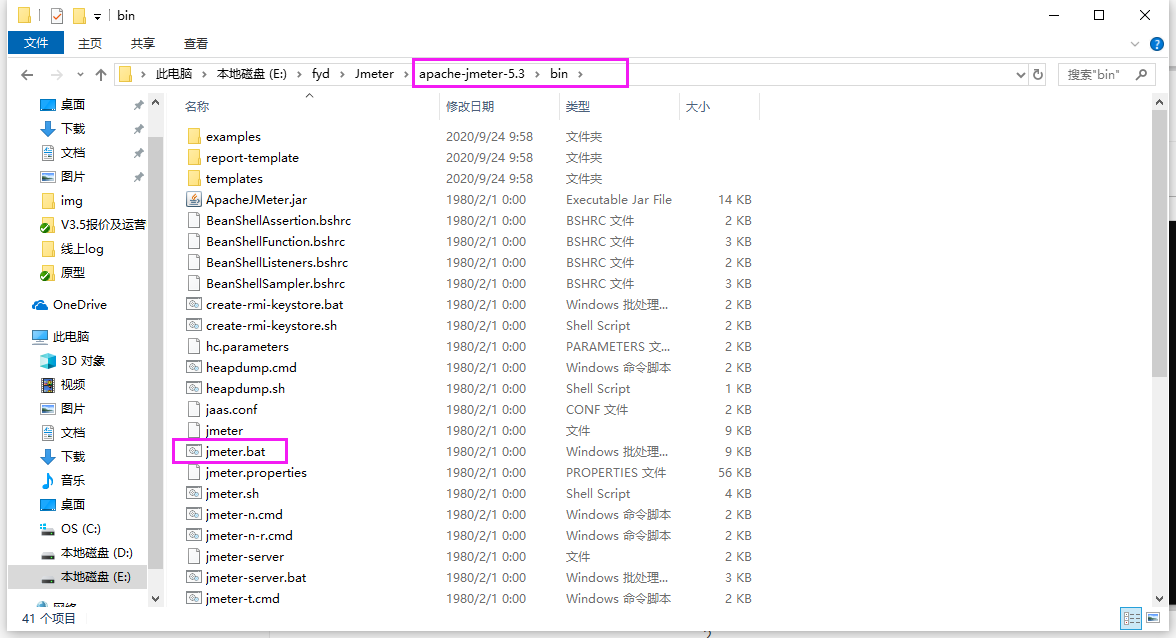 bin
文件 主页 共享 查看
此电脑 › 本地磁盘 (E:) › fyd › Jmeter › apache-jmeter-5.3 › bin › 搜索"bin"
桌面
下载
文档
图片
img
V3.5报价及运营
线上log
原型
OneDrive
此电脑
3D 对象
视频
图片
文档
下载
音乐
桌面
OS (C:)
本地磁盘 (D:)
本地磁盘 (E:)
网络
名称 修改日期 类型 大小
examples 2020/9/24 9:58 文件夹
report-template 2020/9/24 9:58 文件夹
templates 2020/9/24 9:58 文件夹
ApacheJMeter.jar 1980/2/1 0:00 Executable Jar File 14 KB
BeanShellAssertion.bshrc 1980/2/1 0:00 BSHRC 文件 2 KB
BeanShellFunction.bshrc 1980/2/1 0:00 BSHRC 文件 3 KB
BeanShellListeners.bshrc 1980/2/1 0:00 BSHRC 文件 2 KB
BeanShellSampler.bshrc 1980/2/1 0:00 BSHRC 文件 3 KB
create-rmi-keystore.bat 1980/2/1 0:00 Windows 批处理... 2 KB
create-rmi-keystore.sh 1980/2/1 0:00 Shell Script 2 KB
hc.parameters 1980/2/1 0:00 PARAMETERS 文... 2 KB
heapdump.cmd 1980/2/1 0:00 Windows 命令脚本 2 KB
heapdump.sh 1980/2/1 0:00 Shell Script 1 KB
jaas.conf 1980/2/1 0:00 CONF 文件 2 KB
jmeter 1980/2/1 0:00 文件 9 KB
jmeter.bat 1980/2/1 0:00 Windows 批处理... 9 KB
jmeter.properties 1980/2/1 0:00 PROPERTIES 文件 56 KB
jmeter.sh 1980/2/1 0:00 Shell Script 4 KB
jmeter-n.cmd 1980/2/1 0:00 Windows 命令脚本 2 KB
jmeter-n-r.cmd 1980/2/1 0:00 Windows 命令脚本 2 KB
jmeter-server 1980/2/1 0:00 文件 2 KB
jmeter-server.bat 1980/2/1 0:00 Windows 批处理... 3 KB
jmeter-t.cmd 1980/2/1 0:00 Windows 命令脚本 2 KB
41 个项目